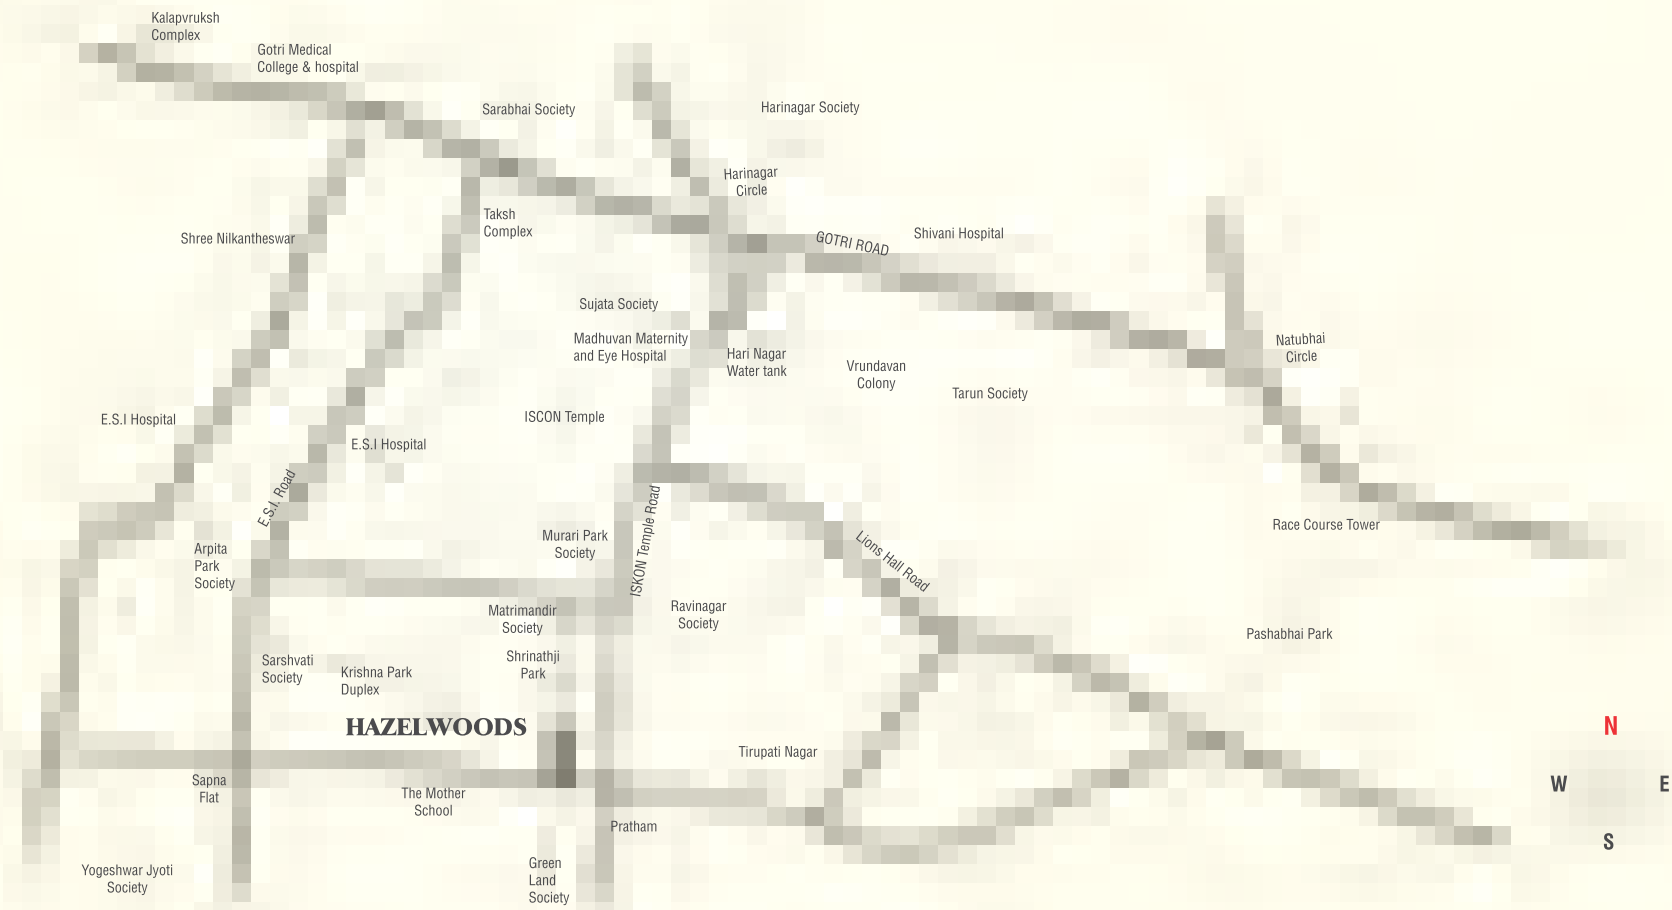 Kalapvruksh
Complex
Gotri Medical
College & hospital
Sarabhai Society
Harinagar Society
Harinagar
Circle
Taksh
Complex
Shree Nilkantheswar
GOTRI ROAD
Shivani Hospital
Sujata Society
Madhuvan Maternity
and Eye Hospital
Hari Nagar
Water tank
Vrundavan
Colony
Tarun Society
Natubhai
Circle
E.S.I Hospital
ISCON Temple
E.S.I Hospital
E.S.I. Road
ISKON Temple Road
Murari Park
Society
Lions Hall Road
Race Course Tower
Arpita
Park
Society
Matrimandir
Society
Ravinagar
Society
Pashabhai Park
Sarshvati
Society
Krishna Park
Duplex
Shrinathji
Park
HAZELWOODS
Tirupati Nagar
N
W
E
S
Sapna
Flat
The Mother
School
Pratham
Yogeshwar Jyoti
Society
Green
Land
Society